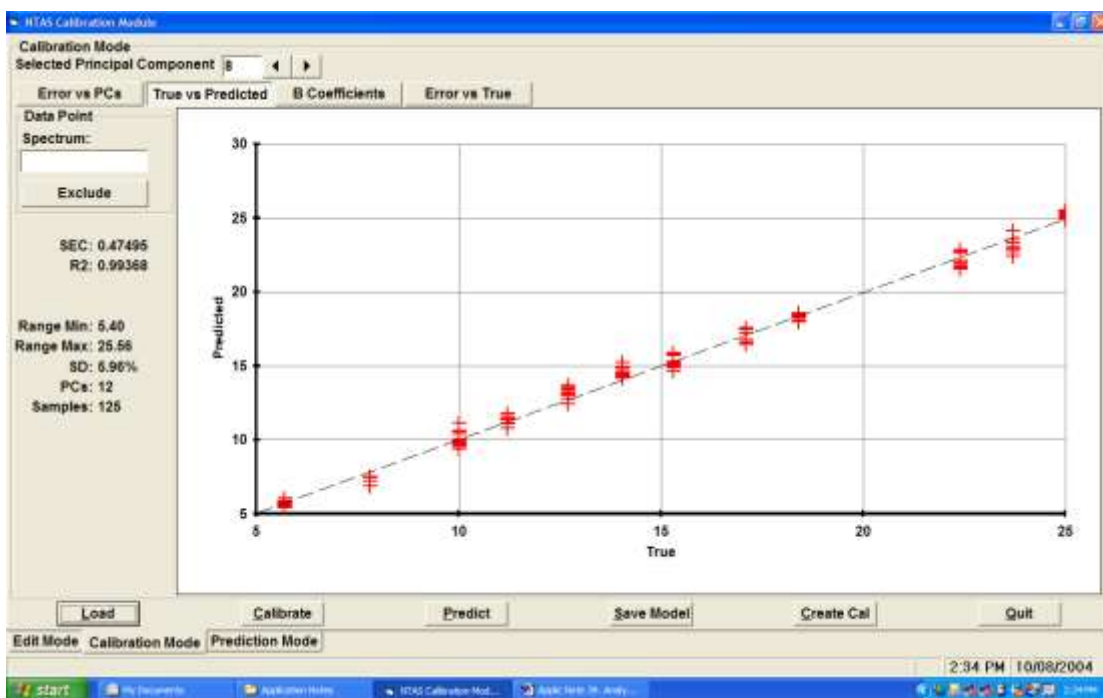 NTAS Calibration Module
Calibration Mode
Selected Principal Component 8
Error vs PCs True vs Predicted B Coefficients Error vs True
Data Point
Spectrum:
Exclude
SEC: 0.47495
R2: 0.99368
Range Min: 5.40
Range Max: 25.56
SD: 5.96%
PCs: 12
Samples: 125
30
25
20
15
10
5
Predicted
5 10 15 20 25
True
Load Calibrate Predict Save Model Create Cal Quit
Edit Mode Calibration Mode Prediction Mode
2:34 PM 10/08/2004
start My Documents Application Notes NTAS Calibration Mod...